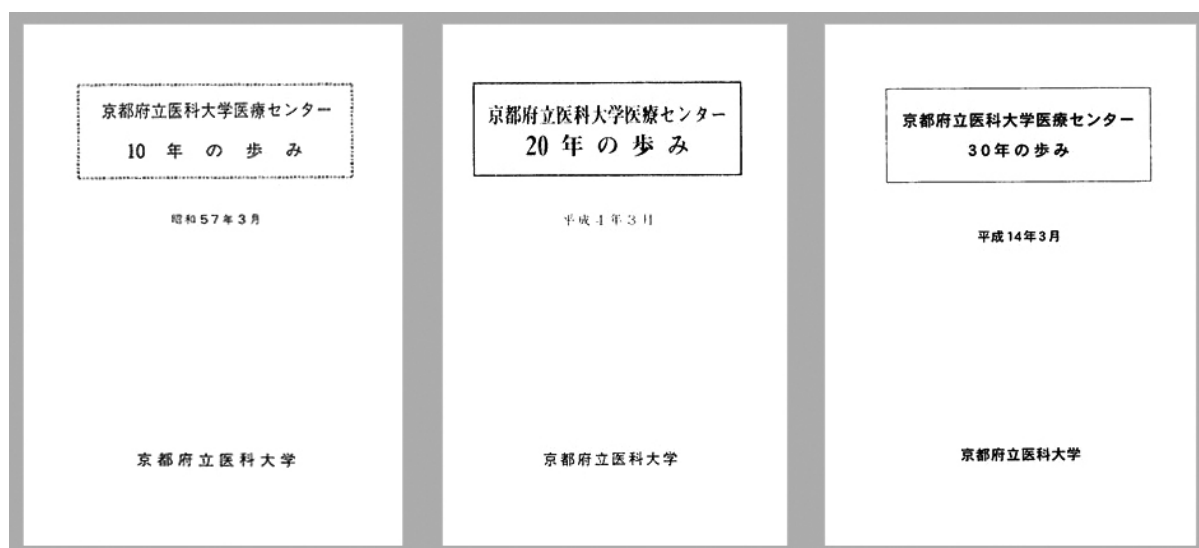 京都府立医科大学医療センター
10 年 の 歩 み
昭和57年3月
京都府立医科大学
京都府立医科大学医療センター
20 年 の 歩 み
平成4年3月
京都府立医科大学
京都府立医科大学医療センター
30年の歩み
平成14年3月
京都府立医科大学